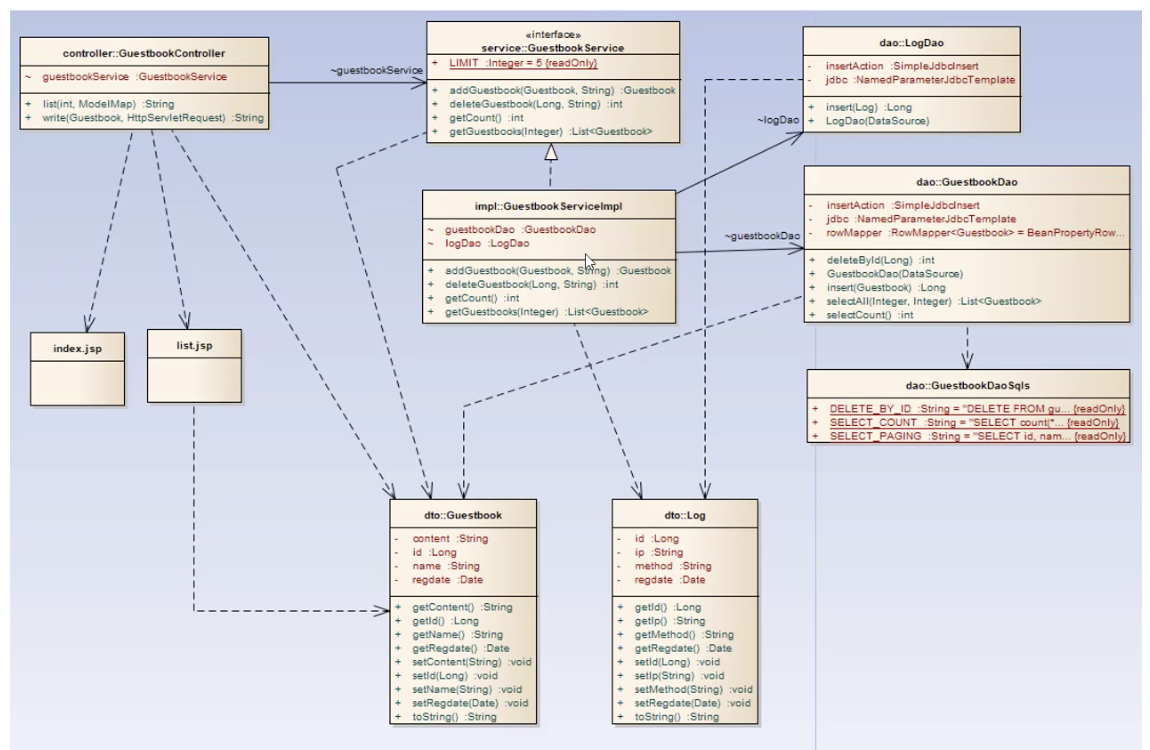 controller::GuestbookController
~ guestbookService :GuestbookService
+ list(int, ModelMap) :String
+ write(Guestbook, HttpServletRequest) :String
~guestbookService
«interface»
service::GuestbookService
+ LIMIT :Integer = 5 {readOnly}
+ addGuestbook(Guestbook, String) :Guestbook
+ deleteGuestbook(Long, String) :int
+ getCount() :int
+ getGuestbooks(Integer) :List<Guestbook>
dao::LogDao
- insertAction :SimpleJdbcInsert
- jdbc :NamedParameterJdbcTemplate
+ insert(Log) :Long
+ LogDao(DataSource)
~logDao
impl::GuestbookServiceImpl
~ guestbookDao :GuestbookDao
~ logDao :LogDao
+ addGuestbook(Guestbook, String) :Guestbook
+ deleteGuestbook(Long, String) :int
+ getCount() :int
+ getGuestbooks(Integer) :List<Guestbook>
~guestbookDao
dao::GuestbookDao
- insertAction :SimpleJdbcInsert
- jdbc :NamedParameterJdbcTemplate
- rowMapper :RowMapper<Guestbook> = BeanPropertyRow...
+ deleteById(Long) :int
+ GuestbookDao(DataSource)
+ insert(Guestbook) :Long
+ selectAll(Integer, Integer) :List<Guestbook>
+ selectCount() :int
index.jsp
list.jsp
dao::GuestbookDaoSqls
+ DELETE_BY_ID :String = "DELETE FROM gu... {readOnly}
+ SELECT_COUNT :String = "SELECT count(*... {readOnly}
+ SELECT_PAGING :String = "SELECT id, nam... {readOnly}
dto::Guestbook
- content :String
- id :Long
- name :String
- regdate :Date
+ getContent() :String
+ getId() :Long
+ getName() :String
+ getRegdate() :Date
+ setContent(String) :void
+ setId(Long) :void
+ setName(String) :void
+ setRegdate(Date) :void
+ toString() :String
dto::Log
- id :Long
- ip :String
- method :String
- regdate :Date
+ getId() :Long
+ getIp() :String
+ getMethod() :String
+ getRegdate() :Date
+ setId(Long) :void
+ setIp(String) :void
+ setMethod(String) :void
+ setRegdate(Date) :void
+ toString() :String